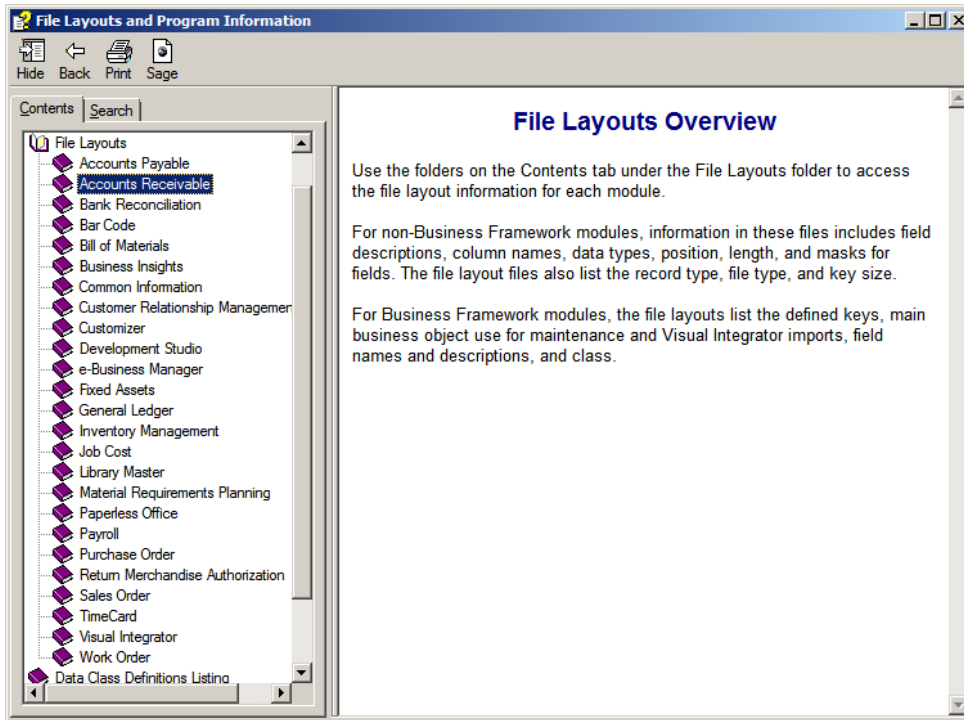 File Layouts and Program Information
Hide Back Print Sage
Contents Search
File Layouts
Accounts Payable
Accounts Receivable
Bank Reconciliation
Bar Code
Bill of Materials
Business Insights
Common Information
Customer Relationship Managemer
Customizer
Development Studio
e-Business Manager
Fixed Assets
General Ledger
Inventory Management
Job Cost
Library Master
Material Requirements Planning
Paperless Office
Payroll
Purchase Order
Return Merchandise Authorization
Sales Order
TimeCard
Visual Integrator
Work Order
Data Class Definitions Listing
File Layouts Overview
Use the folders on the Contents tab under the File Layouts folder to access
the file layout information for each module.
For non-Business Framework modules, information in these files includes field
descriptions, column names, data types, position, length, and masks for
fields. The file layout files also list the record type, file type, and key size.
For Business Framework modules, the file layouts list the defined keys, main
business object use for maintenance and Visual Integrator imports, field
names and descriptions, and class.